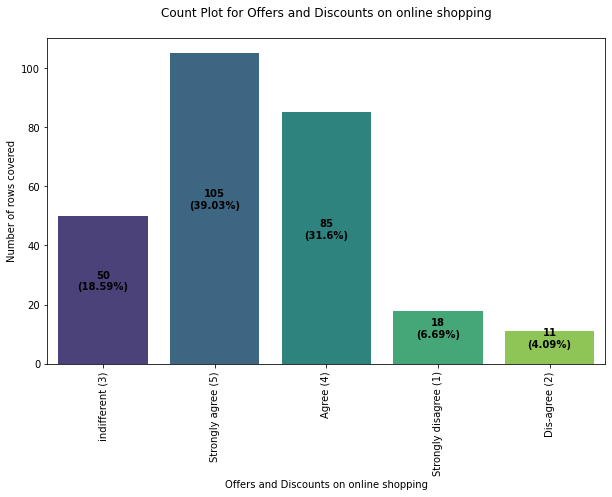 Count Plot for Offers and Discounts on online shopping
Number of rows covered
100
80
60
40
20
0
50
(18.59%)
105
(39.03%)
85
(31.6%)
18
(6.69%)
11
(4.09%)
indifferent (3)
Strongly agree (5)
Agree (4)
Strongly disagree (1)
Dis-agree (2)
Offers and Discounts on online shopping